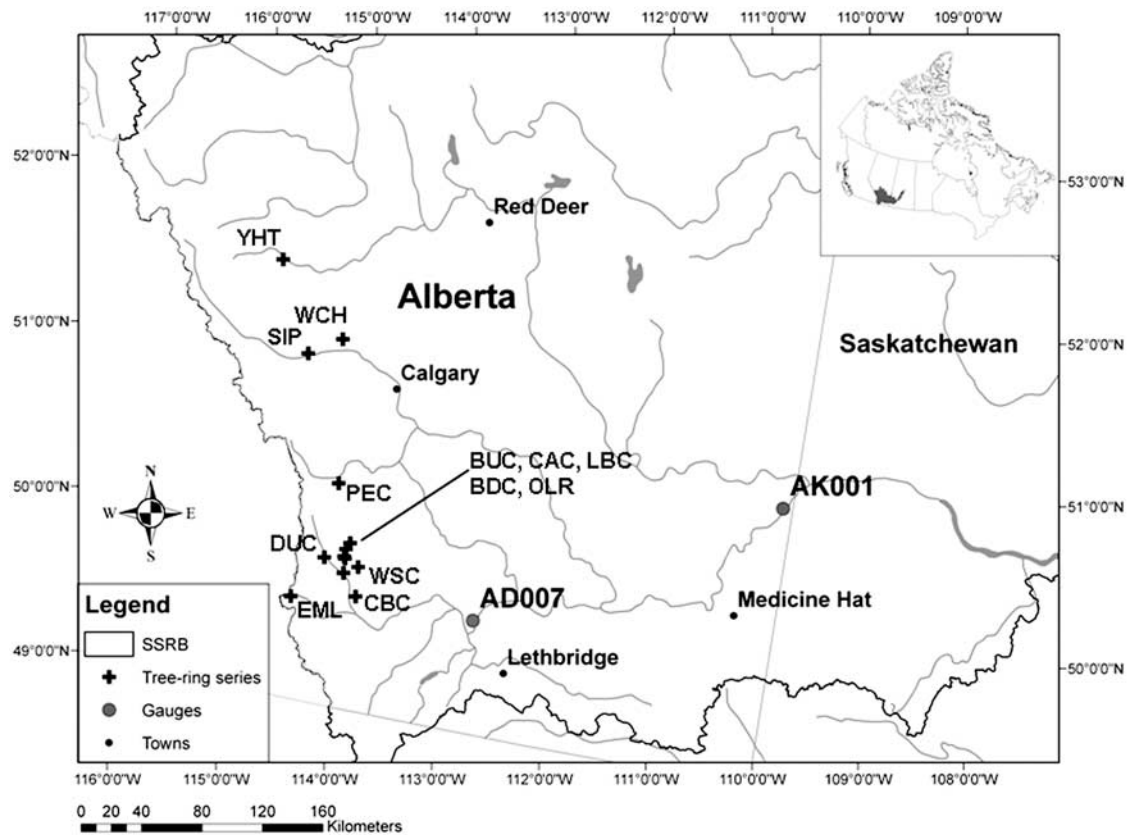 117°0'0"W 116°0'0"W 115°0'0"W 114°0'0"W 113°0'0"W 112°0'0"W 111°0'0"W 110°0'0"W 109°0'0"W
52°0'0"N
53°0'0"N
Red Deer
YHT
Alberta
WCH
51°0'0"N
SIP
Saskatchewan
52°0'0"N
Calgary
BUC, CAC, LBC
BDC, OLR
50°0'0"N
PEC
AK001
51°0'0"N
N
W E
S
DUC
WSC
Legend
EML
CBC
AD007
Medicine Hat
SSRB
49°0'0"N
Lethbridge
50°0'0"N
Tree-ring series
Gauges
Towns
116°0'0"W 115°0'0"W 114°0'0"W 113°0'0"W 112°0'0"W 111°0'0"W 110°0'0"W 109°0'0"W 108°0'0"W
0 20 40 80 120 160
Kilometers